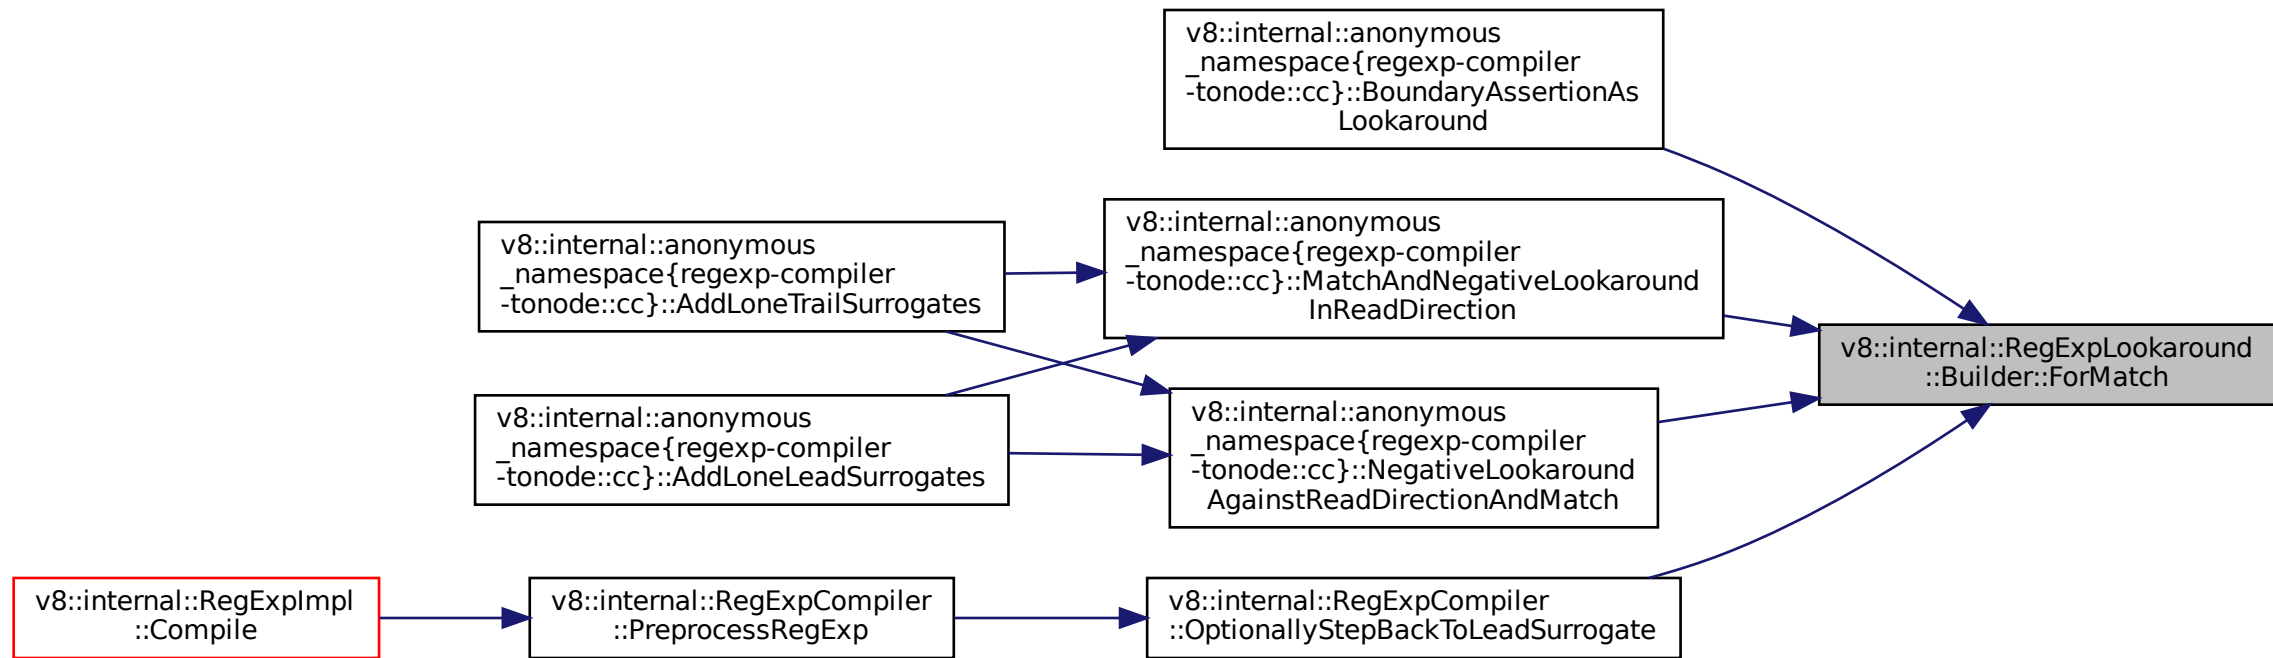 v8::internal::anonymous
_namespace{regexp-compiler
-tonode::cc}::BoundaryAssertionAs
Lookaround
v8::internal::anonymous
_namespace{regexp-compiler
-tonode::cc}::MatchAndNegativeLookaround
InReadDirection
v8::internal::anonymous
_namespace{regexp-compiler
-tonode::cc}::AddLoneTrailSurrogates
v8::internal::RegExpLookaround
::Builder::ForMatch
v8::internal::anonymous
_namespace{regexp-compiler
-tonode::cc}::AddLoneLeadSurrogates
v8::internal::anonymous
_namespace{regexp-compiler
-tonode::cc}::NegativeLookaround
AgainstReadDirectionAndMatch
v8::internal::RegExpImpl
::Compile
v8::internal::RegExpCompiler
::PreprocessRegExp
v8::internal::RegExpCompiler
::OptionallyStepBackToLeadSurrogate